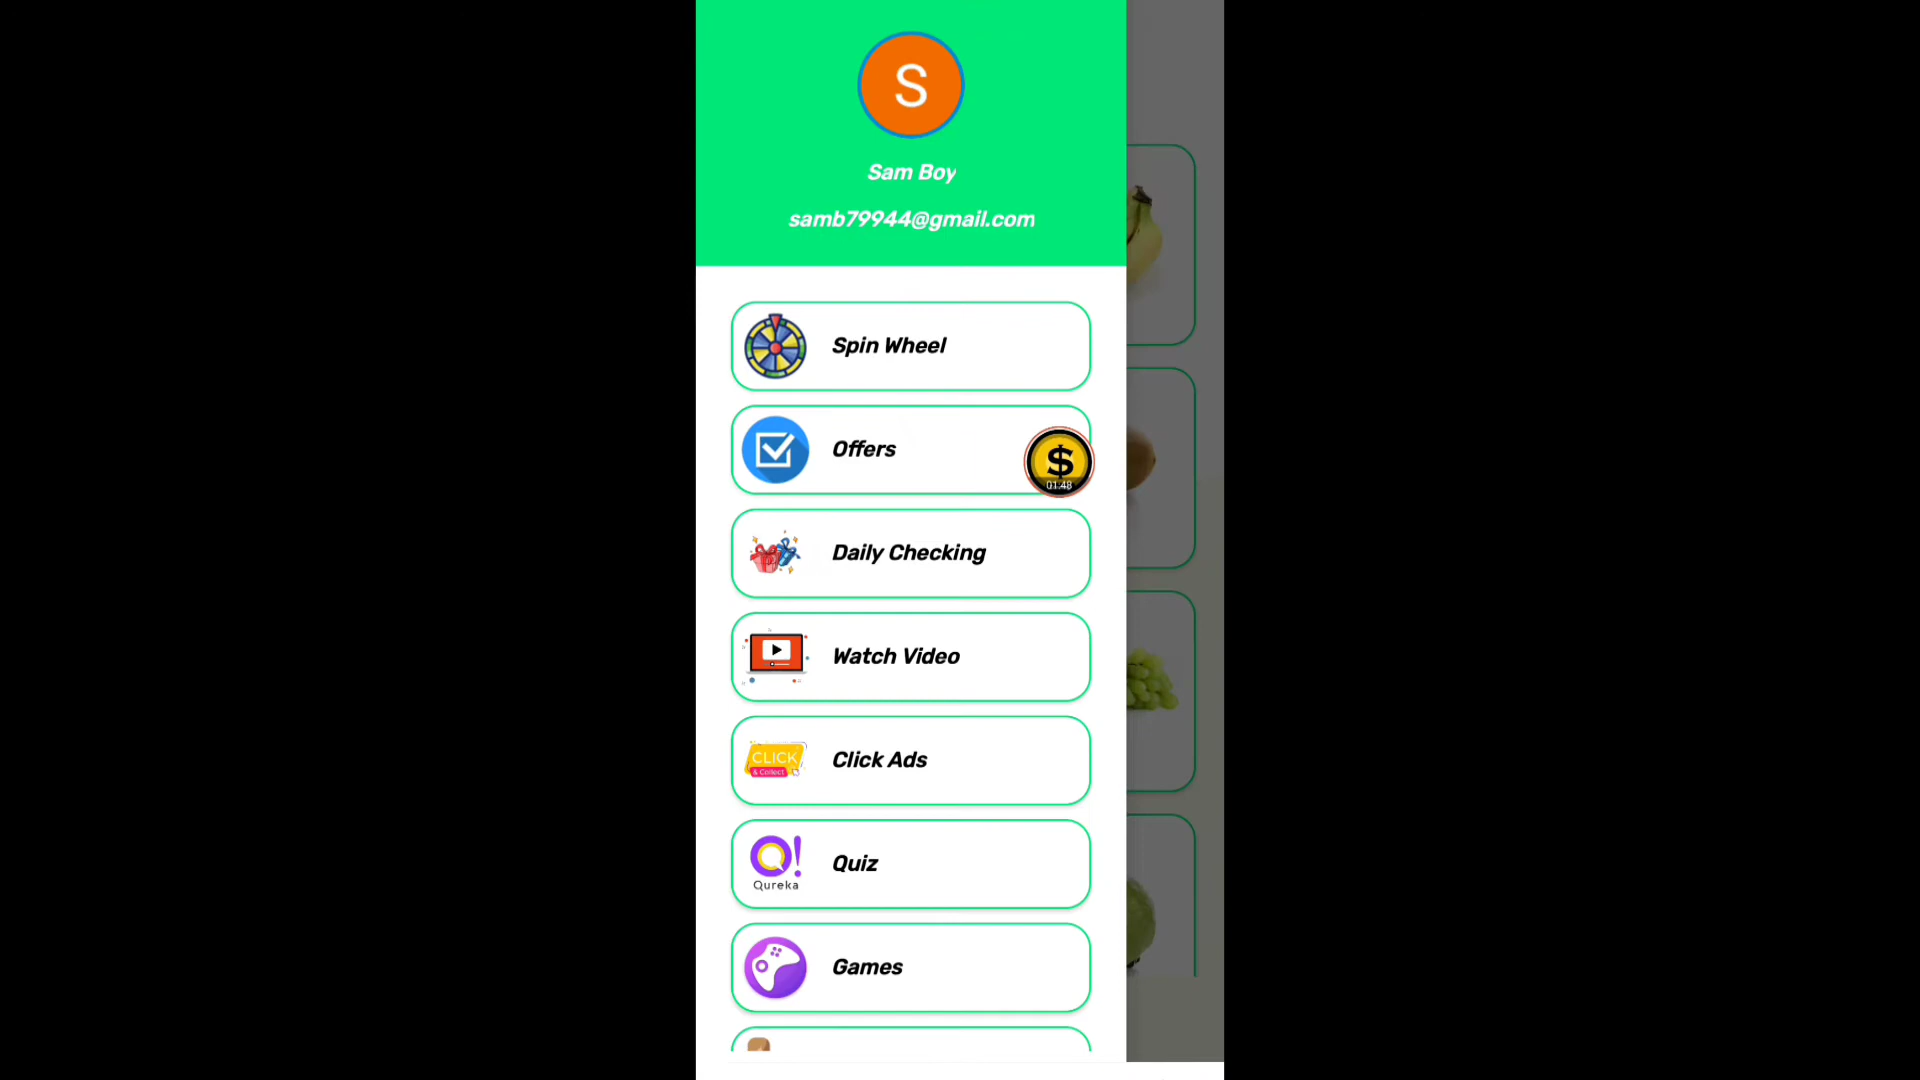 S
Sam Boy
samb79944@gmail.com
Spin Wheel
Offers
$
01:48
Daily Checking
Watch Video
CLICK
& Collect
Click Ads
Q!
Qureka
Quiz
Games